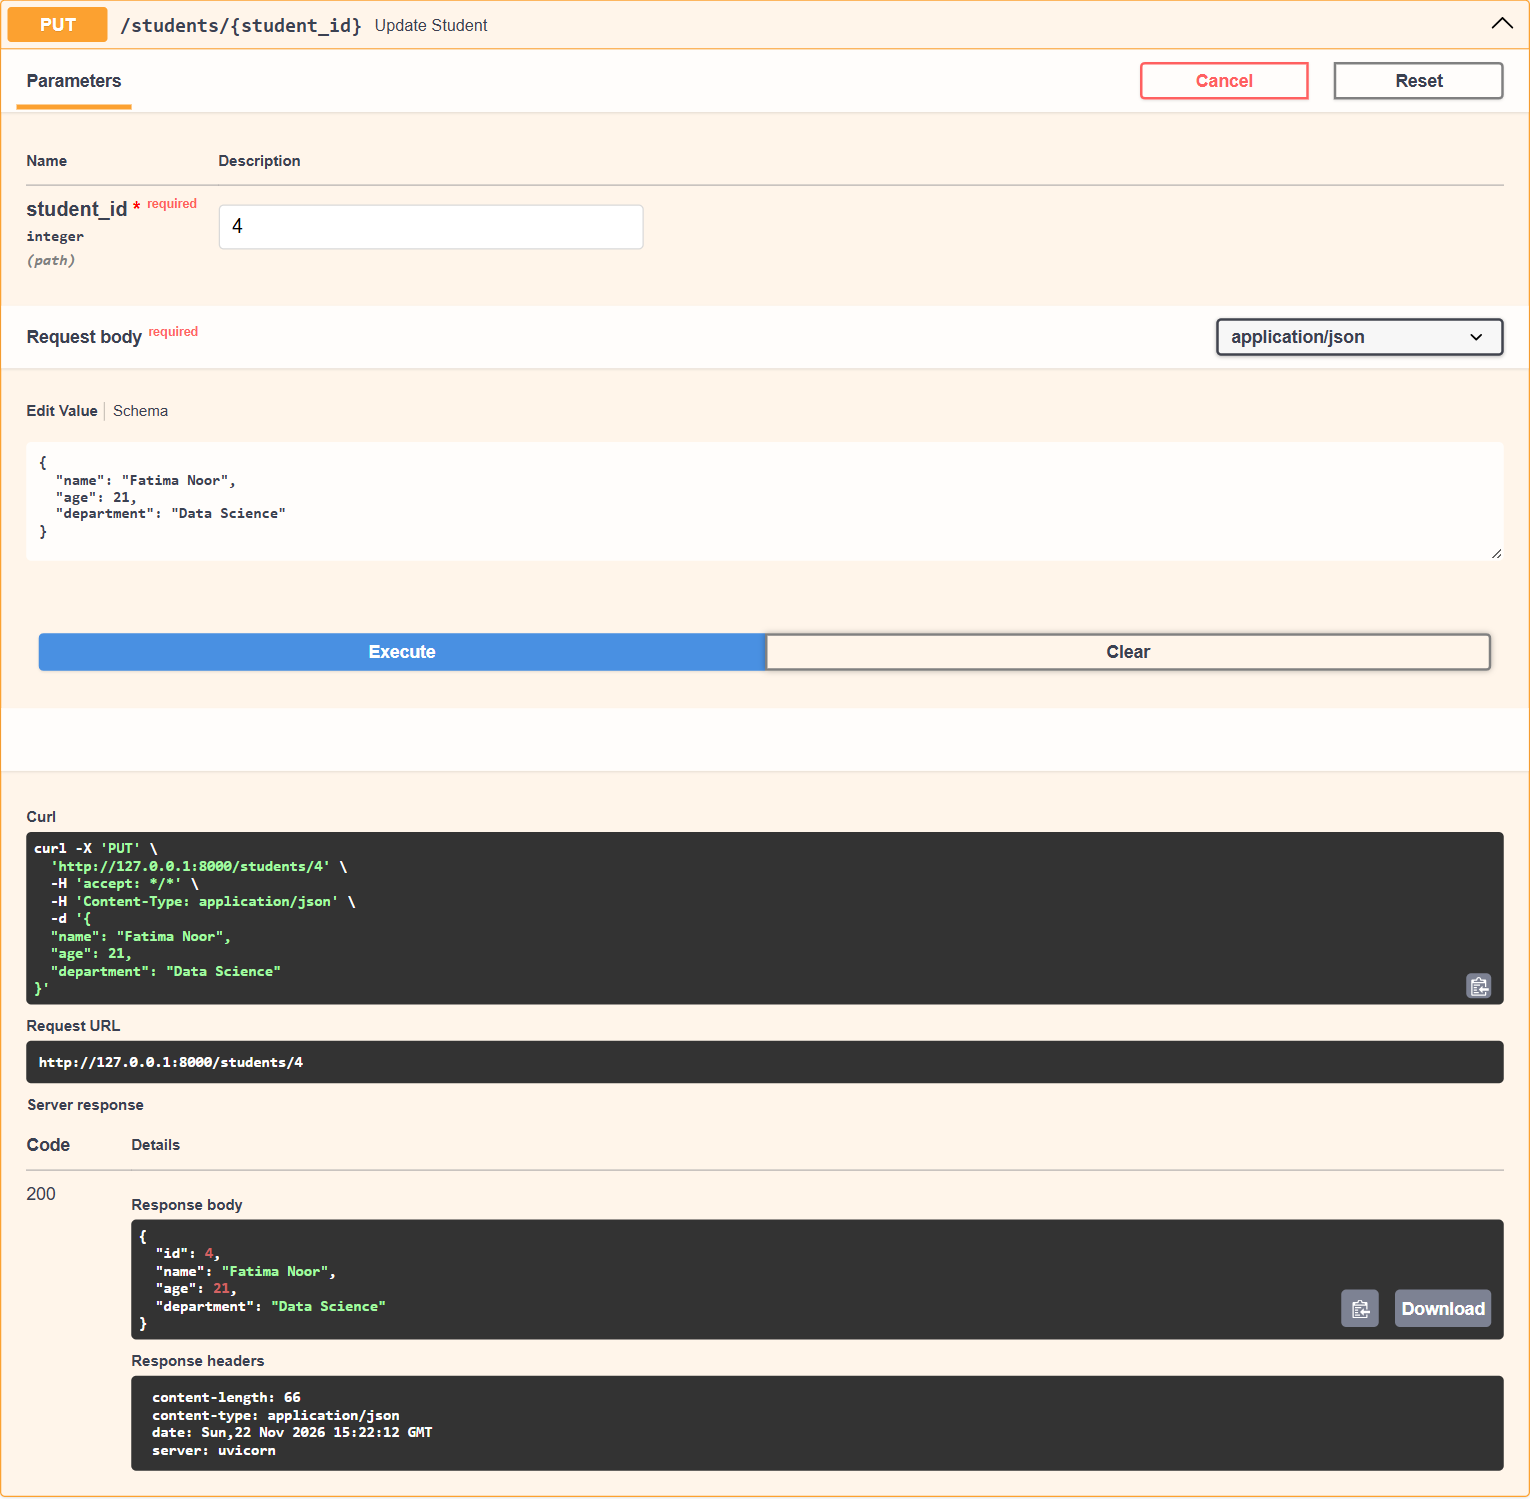 PUT /students/{student_id} Update Student
Parameters Cancel Reset
Name Description
student_id * required 4
integer
(path)
Request body required application/json
Edit Value Schema
{
  "name": "Fatima Noor",
  "age": 21,
  "department": "Data Science"
}
Execute Clear
Curl
curl -X 'PUT' \
  'http://127.0.0.1:8000/students/4' \
  -H 'accept: */*' \
  -H 'Content-Type: application/json' \
  -d '{
  "name": "Fatima Noor",
  "age": 21,
  "department": "Data Science"
}'
Request URL
http://127.0.0.1:8000/students/4
Server response
Code Details
200
Response body
{
  "id": 4,
  "name": "Fatima Noor",
  "age": 21,
  "department": "Data Science"
}
Download
Response headers
content-length: 66
content-type: application/json
date: Sun,22 Nov 2026 15:22:12 GMT
server: uvicorn